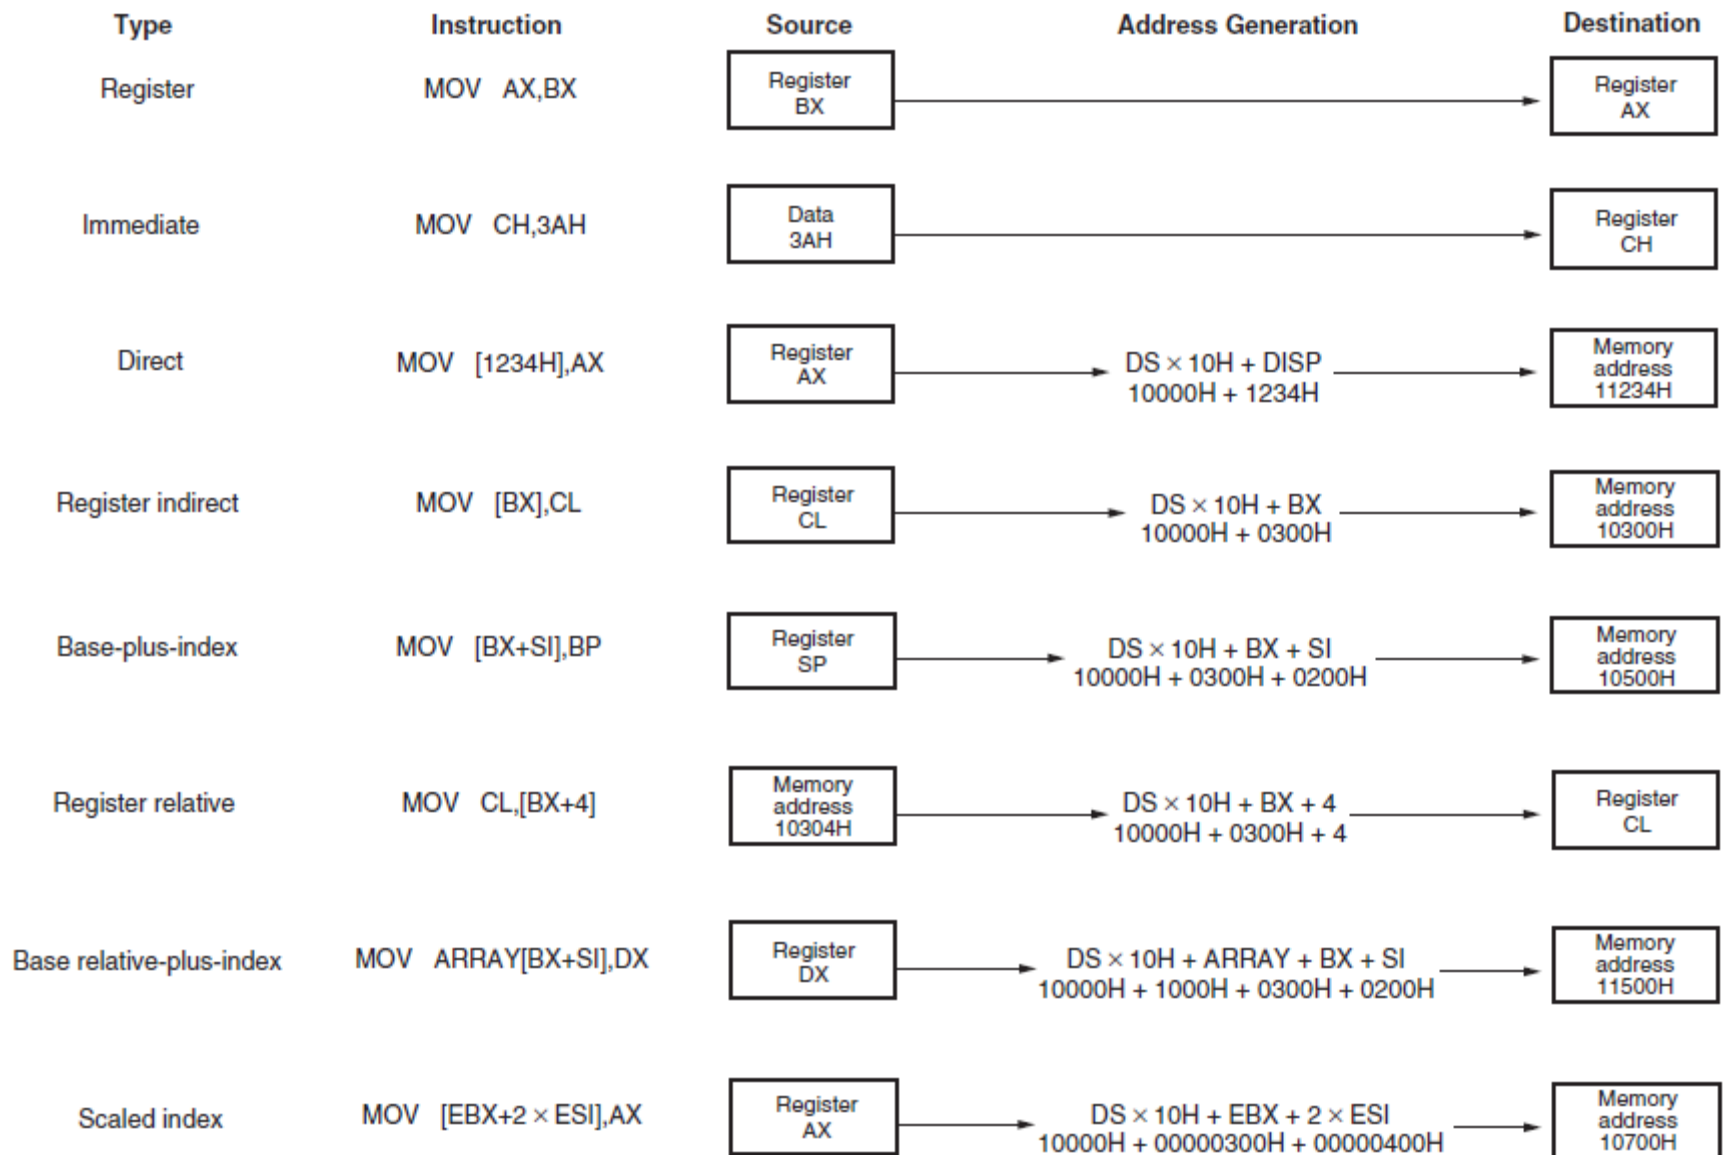 Type Instruction Source Address Generation Destination
Register MOV AX,BX Register BX Register AX
Immediate MOV CH,3AH Data 3AH Register CH
Direct MOV [1234H],AX Register AX DS × 10H + DISP 10000H + 1234H Memory address 11234H
Register indirect MOV [BX],CL Register CL DS × 10H + BX 10000H + 0300H Memory address 10300H
Base-plus-index MOV [BX+SI],BP Register SP DS × 10H + BX + SI 10000H + 0300H + 0200H Memory address 10500H
Register relative MOV CL,[BX+4] Memory address 10304H DS × 10H + BX + 4 10000H + 0300H + 4 Register CL
Base relative-plus-index MOV ARRAY[BX+SI],DX Register DX DS × 10H + ARRAY + BX + SI 10000H + 1000H + 0300H + 0200H Memory address 11500H
Scaled index MOV [EBX+2 × ESI],AX Register AX DS × 10H + EBX + 2 × ESI 10000H + 00000300H + 00000400H Memory address 10700H